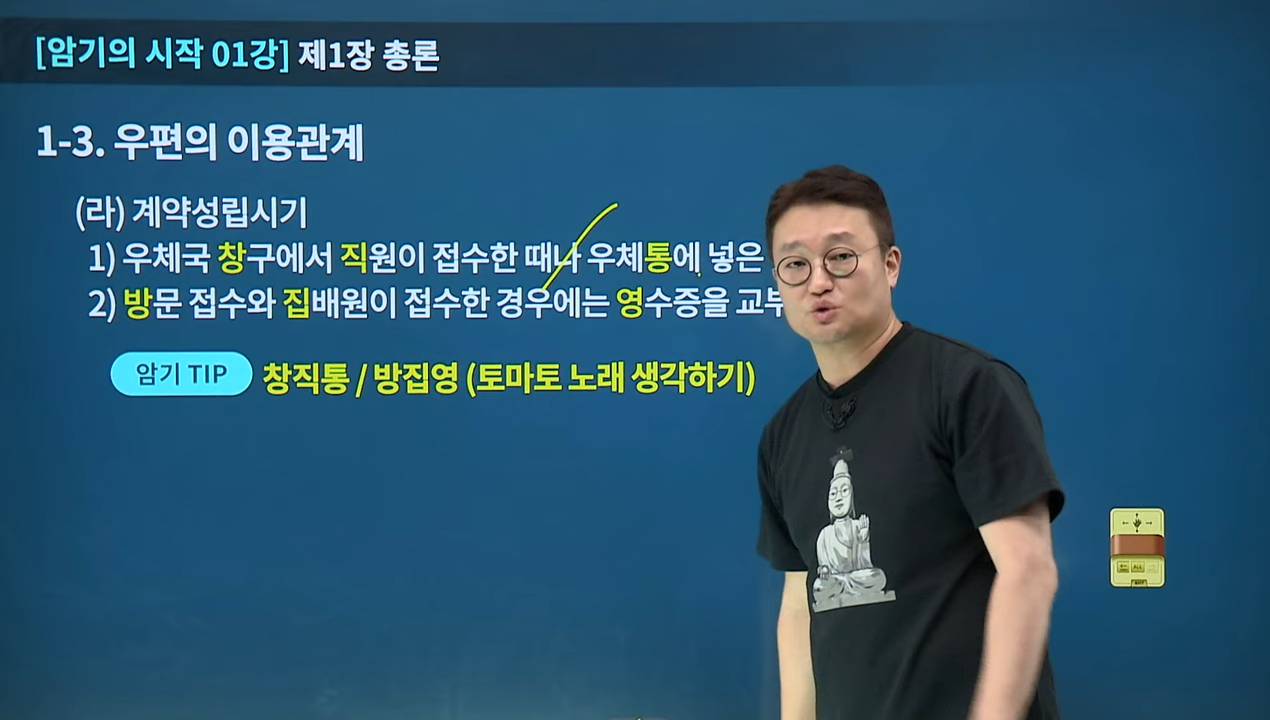 [암기의 시작 01강] 제1장 총론
1-3. 우편의 이용관계
(라) 계약성립시기
1) 우체국 창구에서 직원이 접수한 때나 우체통에 넣은
2) 방문 접수와 집배원이 접수한 경우에는 영수증을 교부
암기 TIP
창직통 / 방집영 (토마토 노래 생각하기)